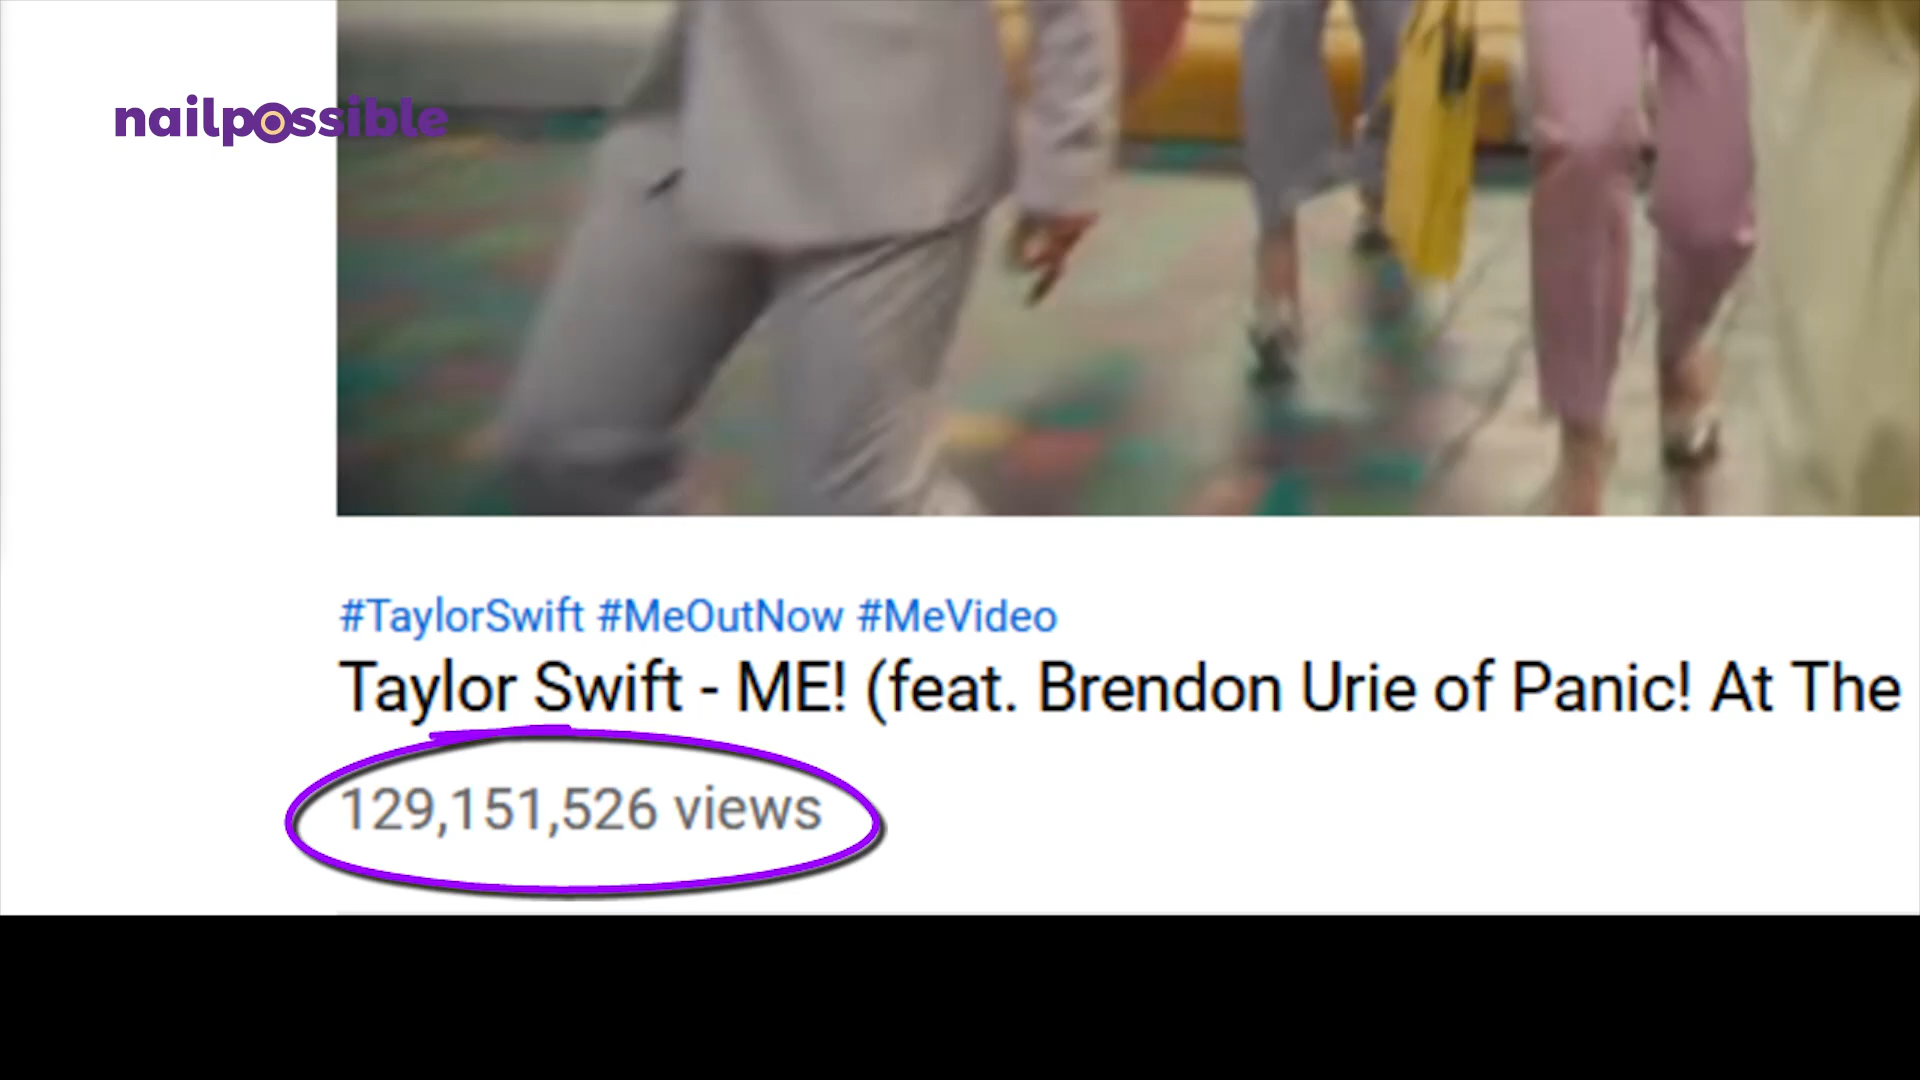 nailpossible
#TaylorSwift #MeOutNow #MeVideo
Taylor Swift - ME! (feat. Brendon Urie of Panic! At The
129,151,526 views